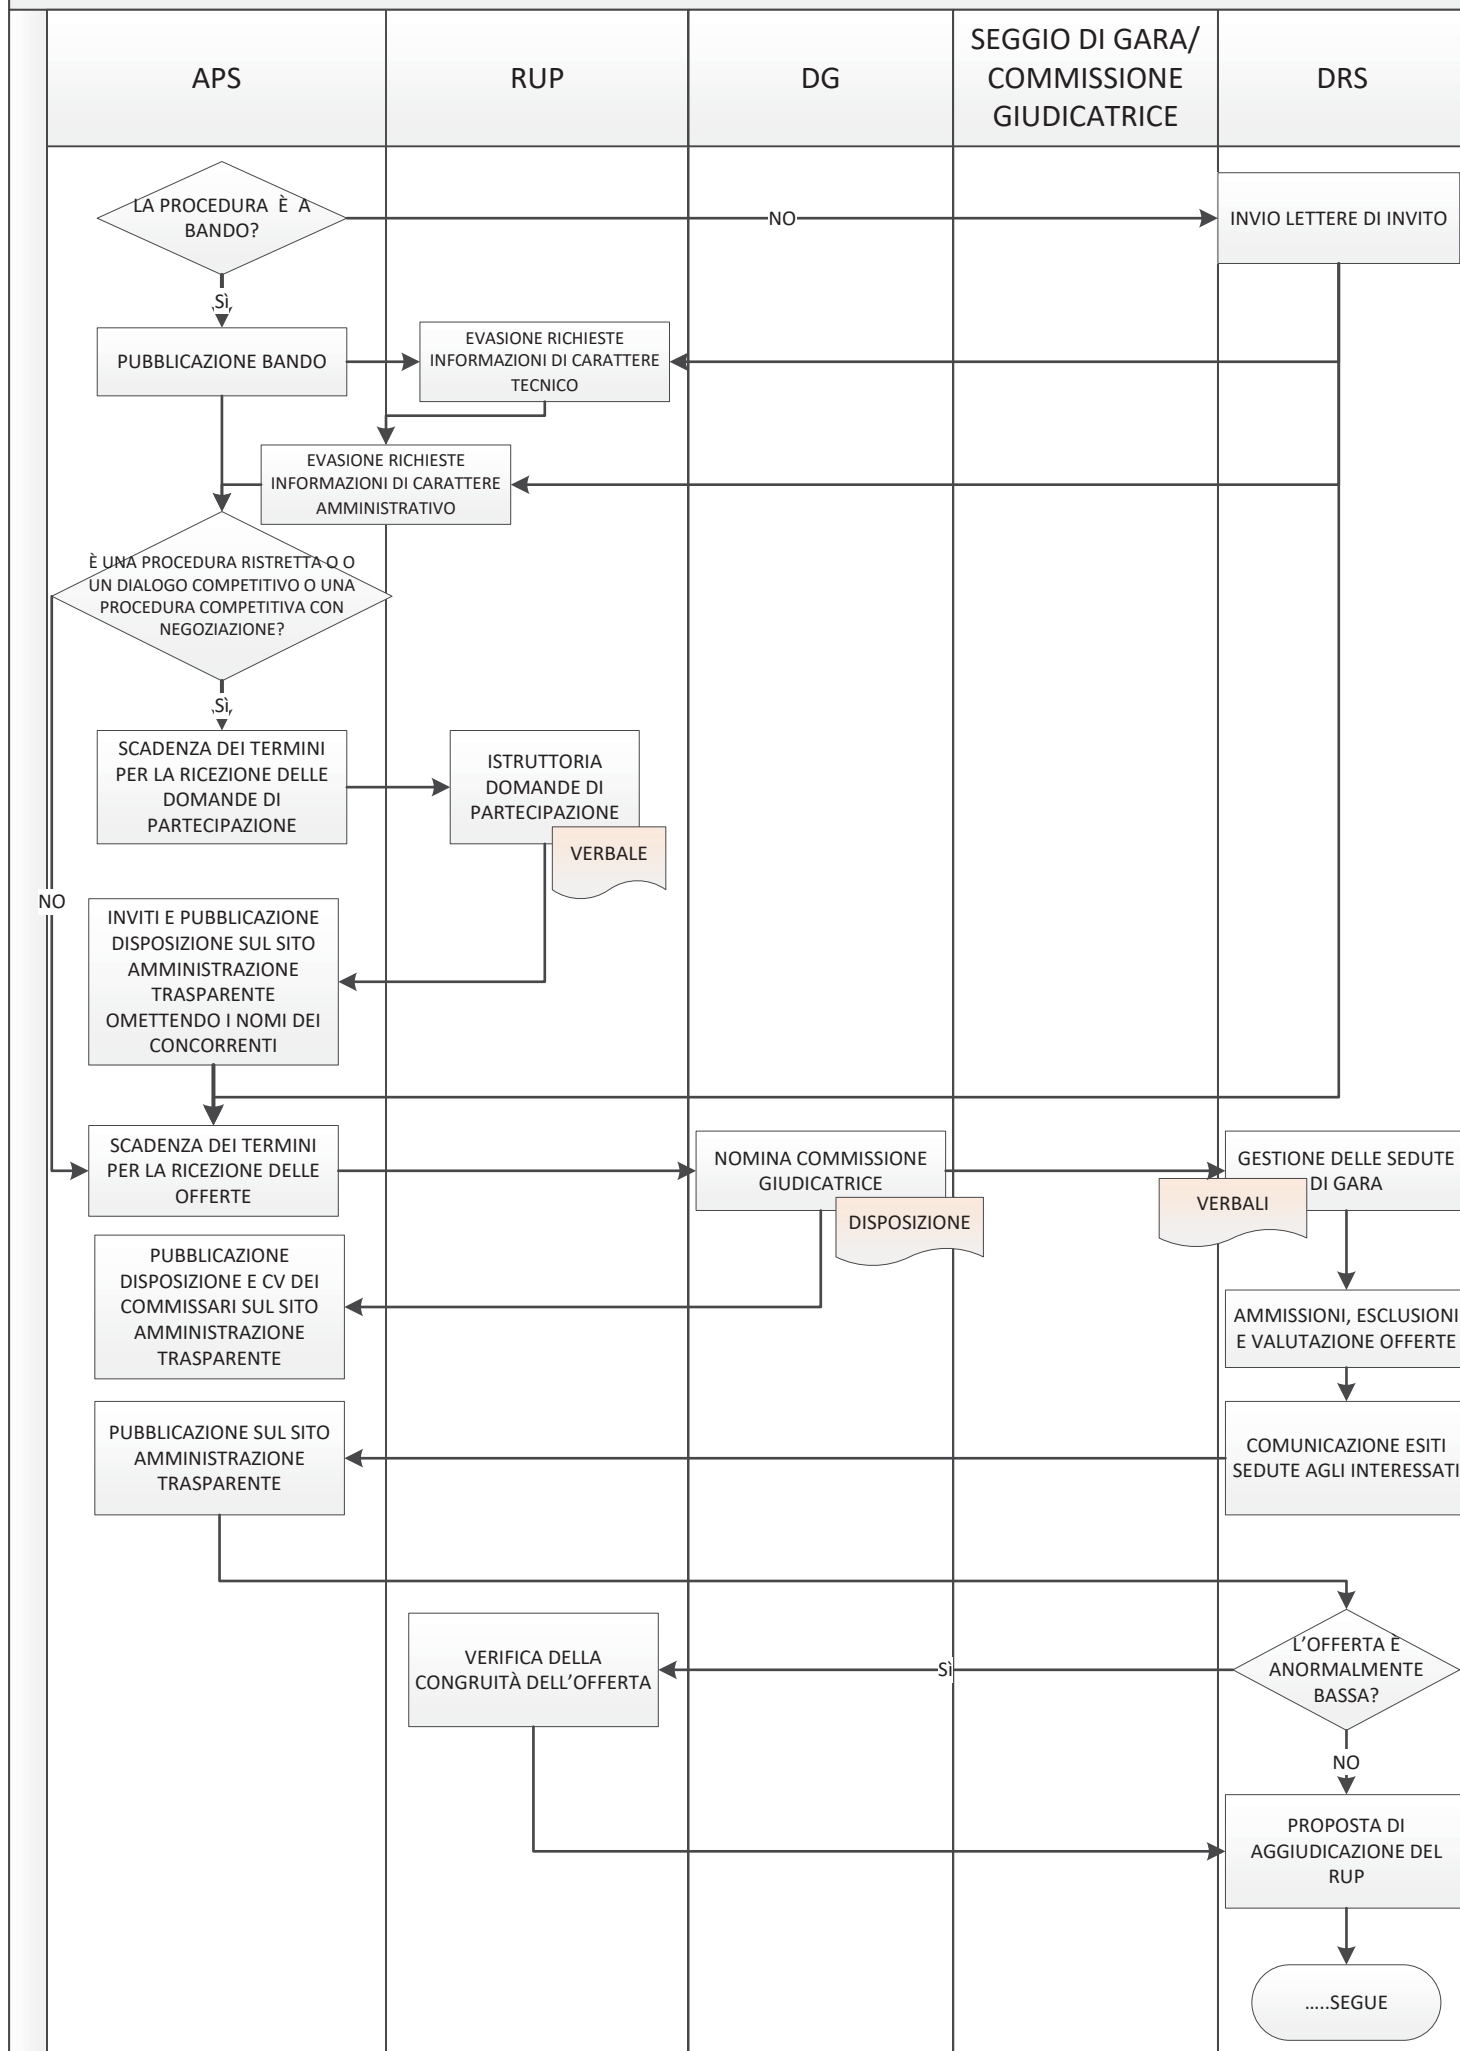 APS
RUP
DG
SEGGIO DI GARA/
COMMISSIONE
GIUDICATRICE
DRS
LA PROCEDURA È A
BANDO?
NO
INVIO LETTERE DI INVITO
Sì
PUBBLICAZIONE BANDO
EVASIONE RICHIESTE
INFORMAZIONI DI CARATTERE
TECNICO
EVASIONE RICHIESTE
INFORMAZIONI DI CARATTERE
AMMINISTRATIVO
È UNA PROCEDURA RISTRETTA O O
UN DIALOGO COMPETITIVO O UNA
PROCEDURA COMPETITIVA CON
NEGOZIAZIONE?
Sì
SCADENZA DEI TERMINI
PER LA RICEZIONE DELLE
DOMANDE DI
PARTECIPAZIONE
ISTRUTTORIA
DOMANDE DI
PARTECIPAZIONE
VERBALE
NO
INVITI E PUBBLICAZIONE
DISPOSIZIONE SUL SITO
AMMINISTRAZIONE
TRASPARENTE
OMETTENDO I NOMI DEI
CONCORRENTI
SCADENZA DEI TERMINI
PER LA RICEZIONE DELLE
OFFERTE
NOMINA COMMISSIONE
GIUDICATRICE
DISPOSIZIONE
GESTIONE DELLE SEDUTE
DI GARA
VERBALI
PUBBLICAZIONE
DISPOSIZIONE E CV DEI
COMMISSARI SUL SITO
AMMINISTRAZIONE
TRASPARENTE
AMMISSIONI, ESCLUSIONI
E VALUTAZIONE OFFERTE
PUBBLICAZIONE SUL SITO
AMMINISTRAZIONE
TRASPARENTE
COMUNICAZIONE ESITI
SEDUTE AGLI INTERESSATI
VERIFICA DELLA
CONGRUITÀ DELL'OFFERTA
Sì
L'OFFERTA È
ANORMALMENTE
BASSA?
NO
PROPOSTA DI
AGGIUDICAZIONE DEL
RUP
.....SEGUE